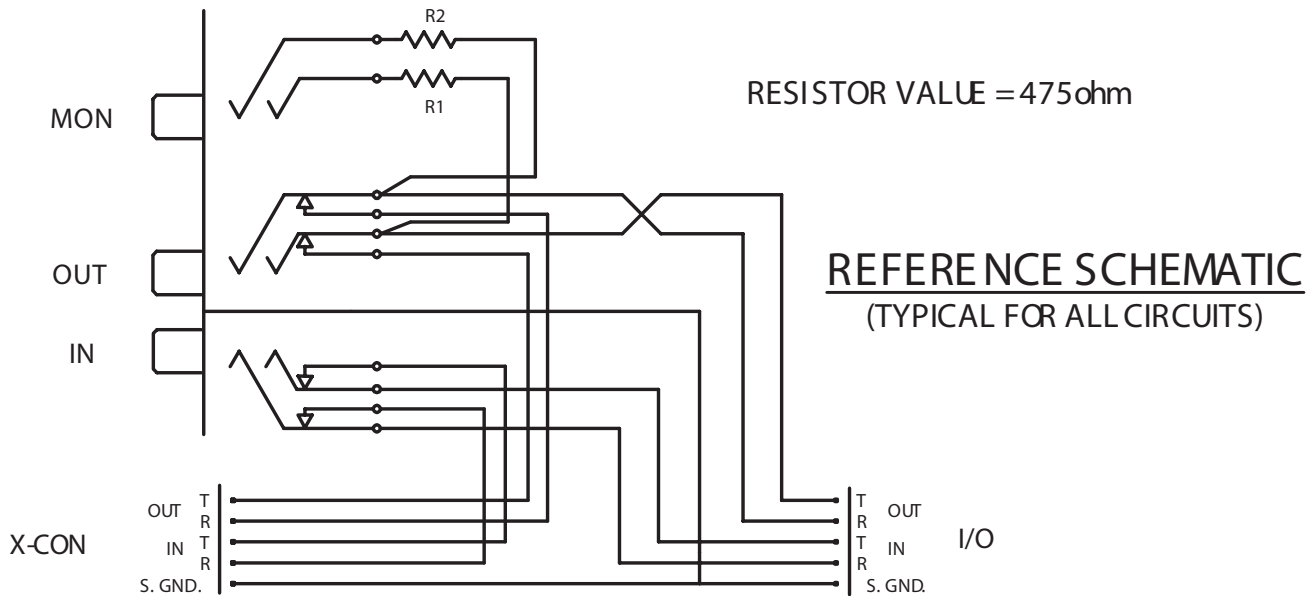 R2
RESISTOR VALUE = 475ohm
R1
MON
OUT
REFERENCE SCHEMATIC
(TYPICAL FOR ALL CIRCUITS)
IN
X-CON
OUT
T
R
IN
T
R
S. GND.
T
R
OUT
T
R
IN
S. GND.
I/O